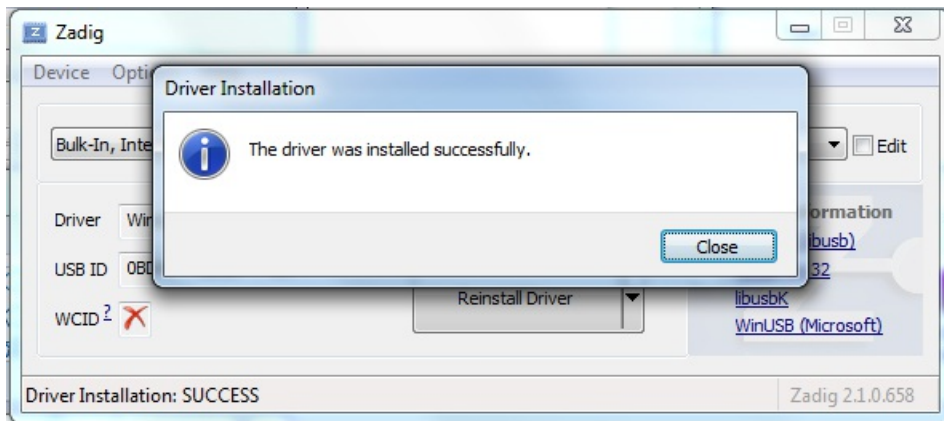 Zadig
Device Opti
Driver Installation
Bulk-In, Inte
The driver was installed successfully.
Edit
Close
Driver Win
ormation
ibusb)
USB ID 0BD
32
Reinstall Driver
libusbK
WCID ?
WinUSB (Microsoft)
Driver Installation: SUCCESS
Zadig 2.1.0.658